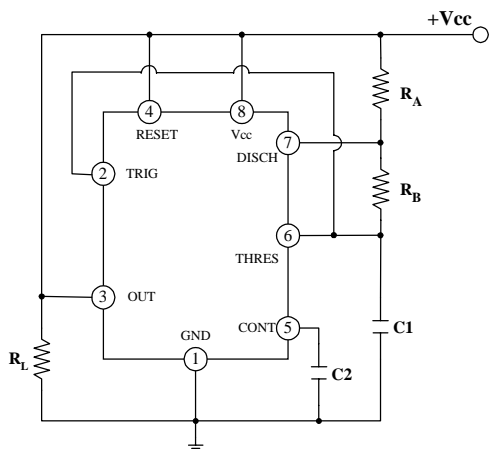 +Vcc
4
8
RESET
Vcc
R_A
7
DISCH
2
TRIG
R_B
6
THRES
3
OUT
CONT
5
C1
GND
1
R_L
C2